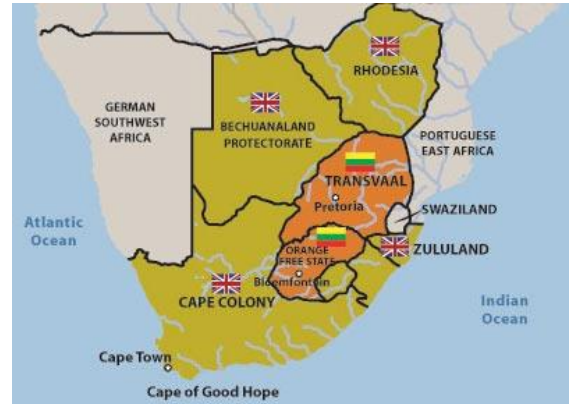 RHODESIA
GERMAN
SOUTHWEST
AFRICA
BECHUANALAND
PROTECTORATE
PORTUGUESE
EAST AFRICA
TRANSVAAL
Pretoria
SWAZILAND
Atlantic
Ocean
ORANGE
FREE STATE
ZULULAND
Bloemfontein
CAPE COLONY
Indian
Ocean
Cape Town
Cape of Good Hope